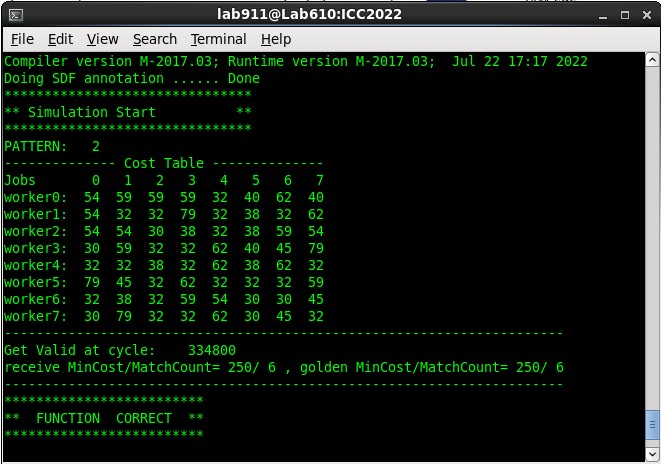 lab911@Lab610:ICC2022
File Edit View Search Terminal Help
Compiler version M-2017.03; Runtime version M-2017.03;  Jul 22 17:17 2022
Doing SDF annotation ...... Done
*******************************
** Simulation Start          **
*******************************
PATTERN:   2
-------------- Cost Table --------------
Jobs       0   1   2   3   4   5   6   7
worker0:  54  59  59  59  32  40  62  40
worker1:  54  32  32  79  32  38  32  62
worker2:  54  54  30  38  32  38  59  54
worker3:  30  59  32  32  62  40  45  79
worker4:  32  32  38  32  62  38  62  32
worker5:  79  45  32  62  32  32  32  59
worker6:  32  38  32  59  54  30  30  45
worker7:  30  79  32  32  62  30  45  32
----------------------------------------------------------------------
Get Valid at cycle:    334800
receive MinCost/MatchCount= 250/ 6 , golden MinCost/MatchCount= 250/ 6
----------------------------------------------------------------------
*************************
**  FUNCTION  CORRECT  **
*************************